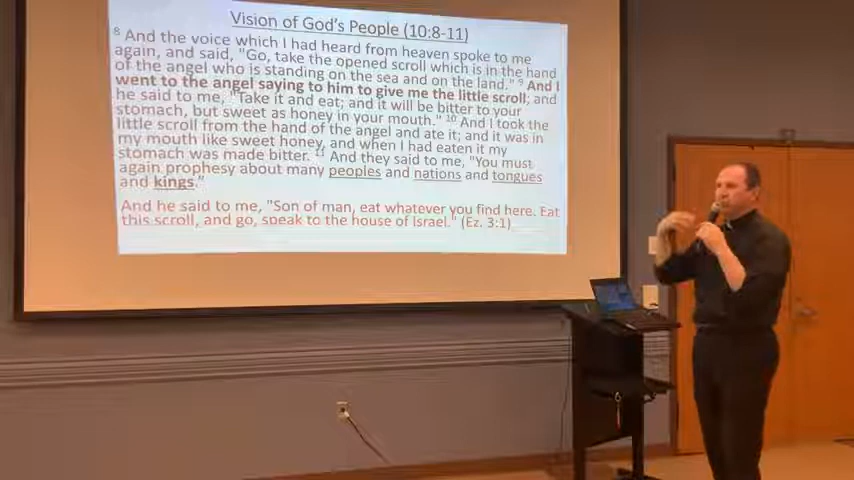 Vision of God's People (10:8-11)
8 And the voice which I had heard from heaven spoke to me
again, and said, "Go, take the opened scroll which is in the hand
of the angel who is standing on the sea and on the land." 9 And I
went to the angel saying to him to give me the little scroll; and
he said to me, "Take it and eat; and it will be bitter to your
stomach, but sweet as honey in your mouth." 10 And I took the
little scroll from the hand of the angel and ate it; and it was in
my mouth like sweet honey, and when I had eaten it my
stomach was made bitter. 11 And they said to me, "You must
again prophesy about many peoples and nations and tongues
and kings."
And he said to me, "Son of man, eat whatever you find here. Eat
this scroll, and go, speak to the house of Israel." (Ez. 3:1)